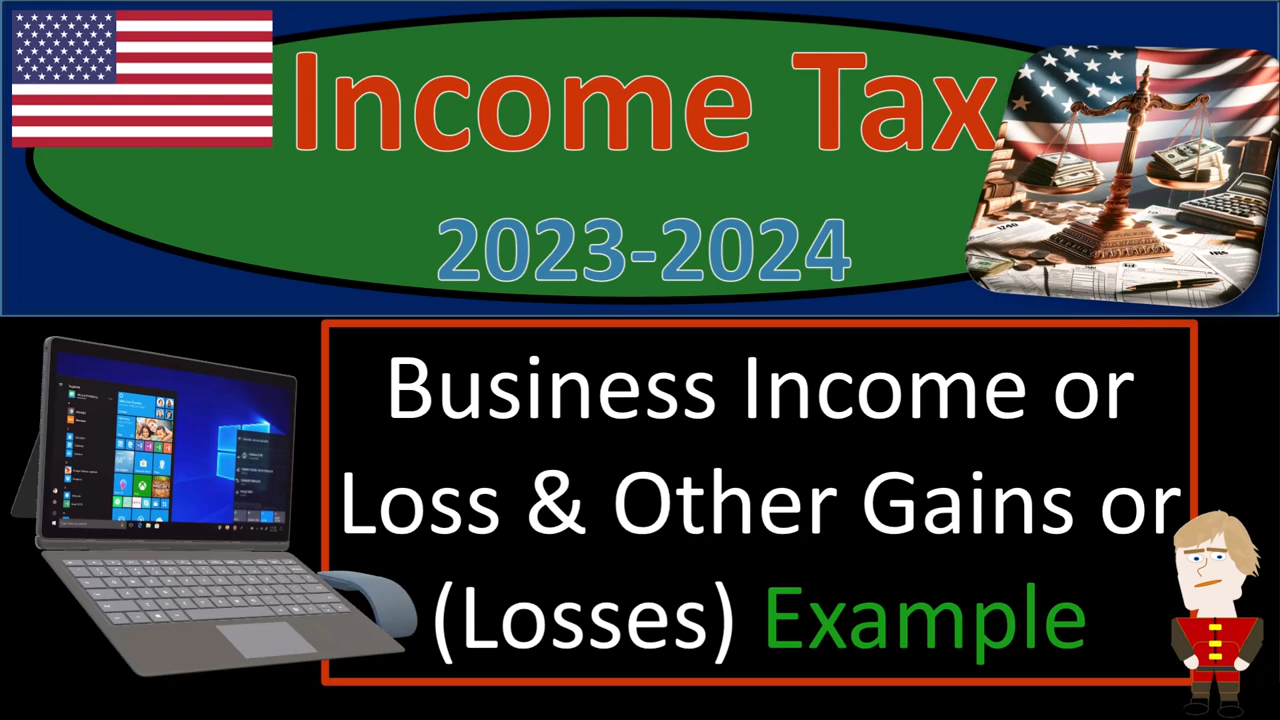 Income Tax
2023-2024
Business Income or
Loss & Other Gains or
(Losses) Example